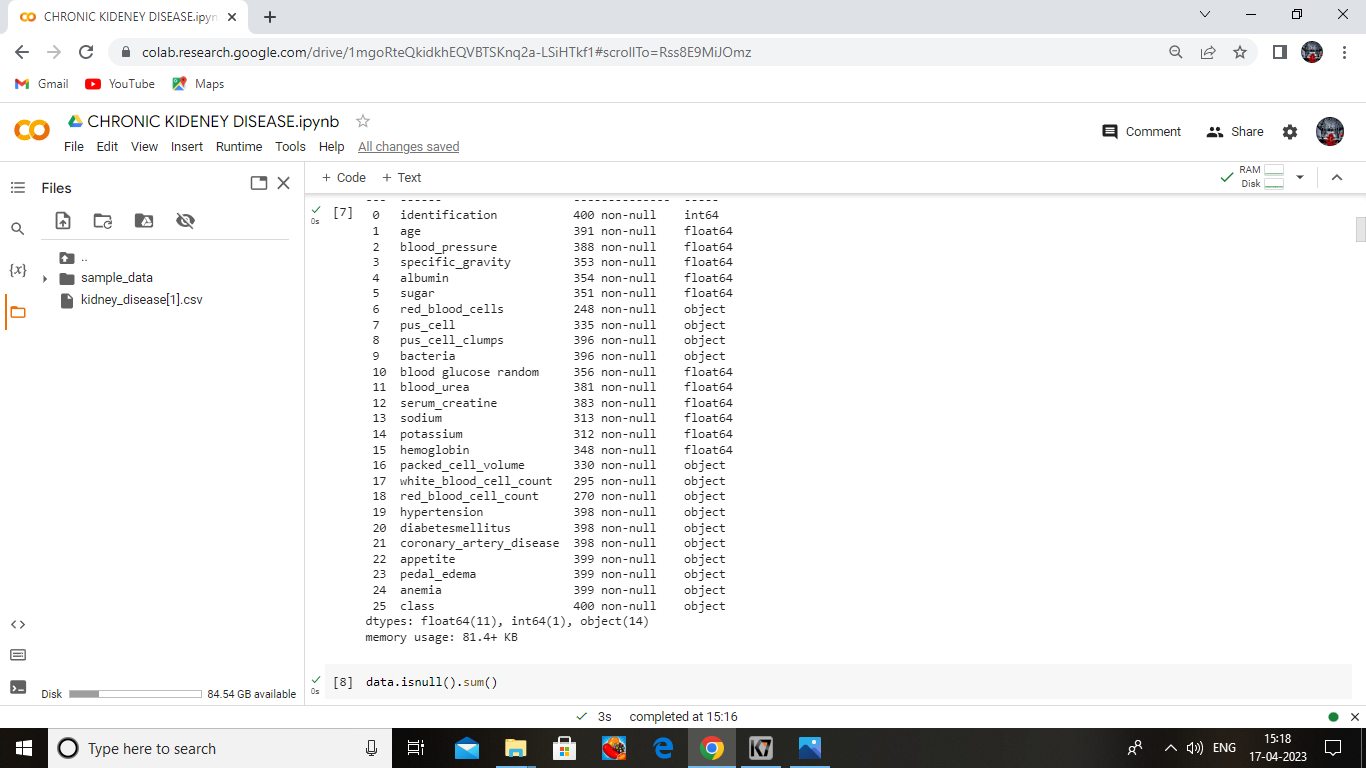 CHRONIC KIDENEY DISEASE.ipyn
colab.research.google.com/drive/1mgoRteQkidkhEQVBTSKnq2a-LSiHTkf1#scrollTo=Rss8E9MiJOmz
Gmail YouTube Maps
CHRONIC KIDENEY DISEASE.ipynb
Comment Share
File Edit View Insert Runtime Tools Help All changes saved
Files
+ Code + Text
RAM
Disk
..
sample_data
kidney_disease[1].csv
{x}
<>
Disk 84.54 GB available
[7]
0s
--- ------ -------------- -----
0 identification 400 non-null int64
1 age 391 non-null float64
2 blood_pressure 388 non-null float64
3 specific_gravity 353 non-null float64
4 albumin 354 non-null float64
5 sugar 351 non-null float64
6 red_blood_cells 248 non-null object
7 pus_cell 335 non-null object
8 pus_cell_clumps 396 non-null object
9 bacteria 396 non-null object
10 blood glucose random 356 non-null float64
11 blood_urea 381 non-null float64
12 serum_creatine 383 non-null float64
13 sodium 313 non-null float64
14 potassium 312 non-null float64
15 hemoglobin 348 non-null float64
16 packed_cell_volume 330 non-null object
17 white_blood_cell_count 295 non-null object
18 red_blood_cell_count 270 non-null object
19 hypertension 398 non-null object
20 diabetesmellitus 398 non-null object
21 coronary_artery_disease 398 non-null object
22 appetite 399 non-null object
23 pedal_edema 399 non-null object
24 anemia 399 non-null object
25 class 400 non-null object
dtypes: float64(11), int64(1), object(14)
memory usage: 81.4+ KB
[8] data.isnull().sum()
0s
3s completed at 15:16
Type here to search
K7
ENG
15:18
17-04-2023